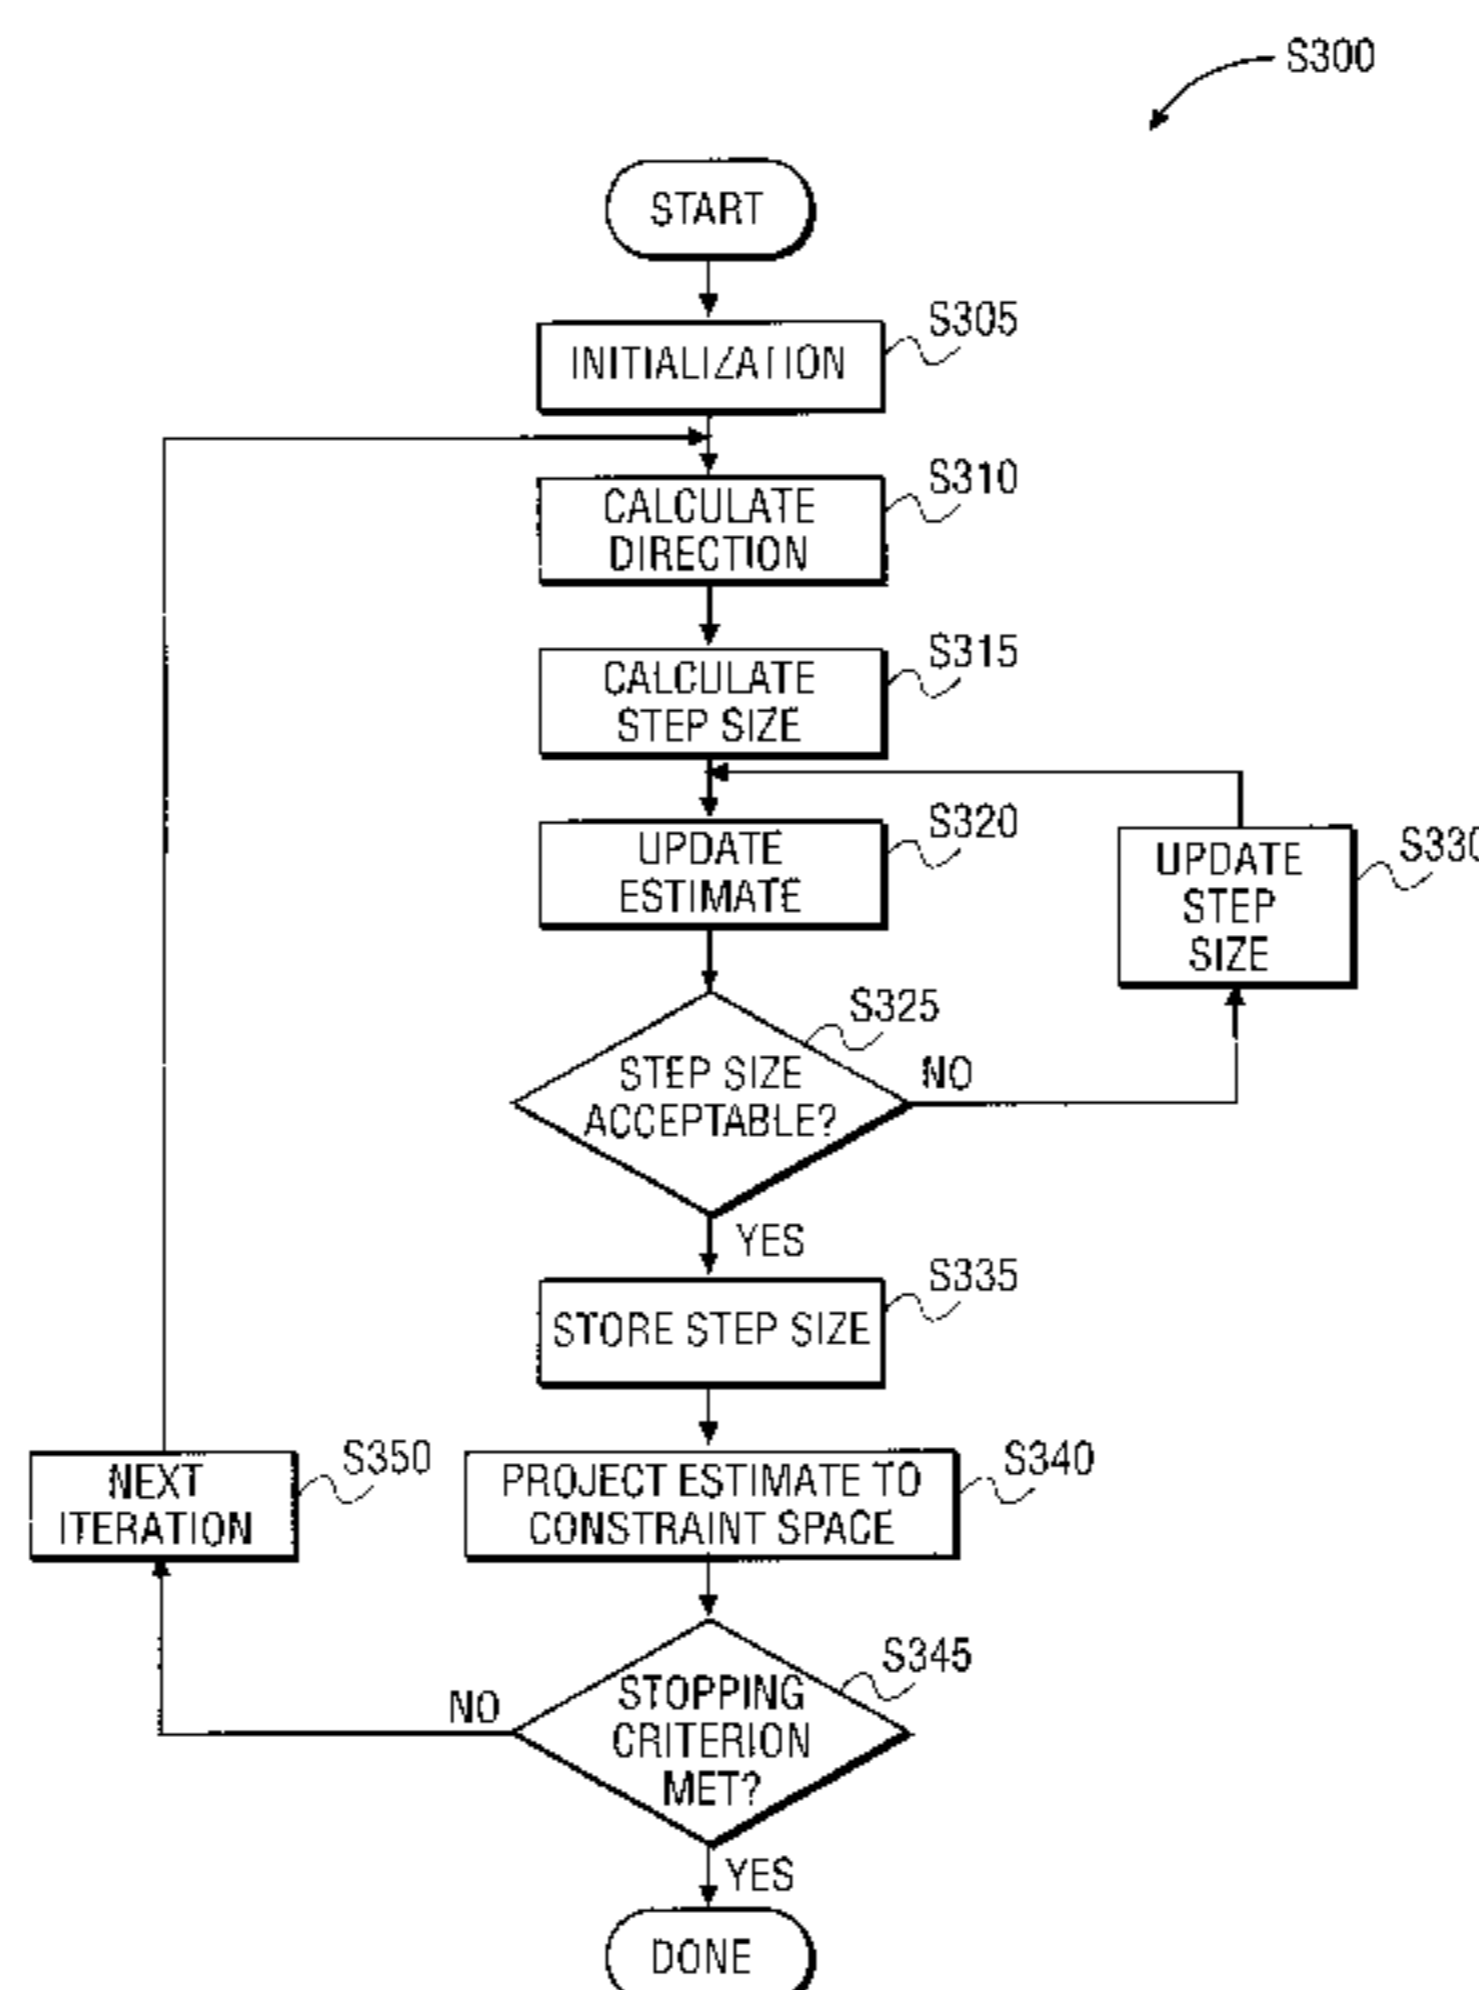 S300
START
S305
INITIALIZATION
S310
CALCULATE
DIRECTION
S315
CALCULATE
STEP SIZE
S320
UPDATE
ESTIMATE
S330
UPDATE
STEP
SIZE
S325
STEP SIZE
ACCEPTABLE?
NO
YES
S335
STORE STEP SIZE
S350
NEXT
ITERATION
S340
PROJECT ESTIMATE TO
CONSTRAINT SPACE
S345
STOPPING
CRITERION
MET?
NO
YES
DONE